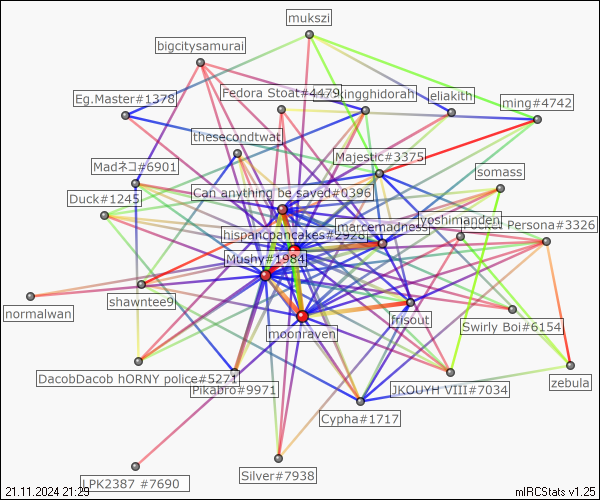 mukszi
bigcitysamurai
Fedora Stoat#4479
kingghidorah
eliakith
Eg.Master#1378
ming#4742
thesecondtwat
Majestic#3375
Madネコ#6901
somass
Duck#1245
Can anything be saved#0396
yoshimanden
Pocket Persona#3326
marcemadness
hispancpancakes#2928
Mushy#1984
normalwan
shawntee9
frisout
Swirly Boi#6154
moonraven
zebula
DacobDacob hORNY police#5271
Pikabro#9971
JKOUYH VIII#7034
Cypha#1717
Silver#7938
LPK2387 #7690
21.11.2024 21:29
mIRCStats v1.25